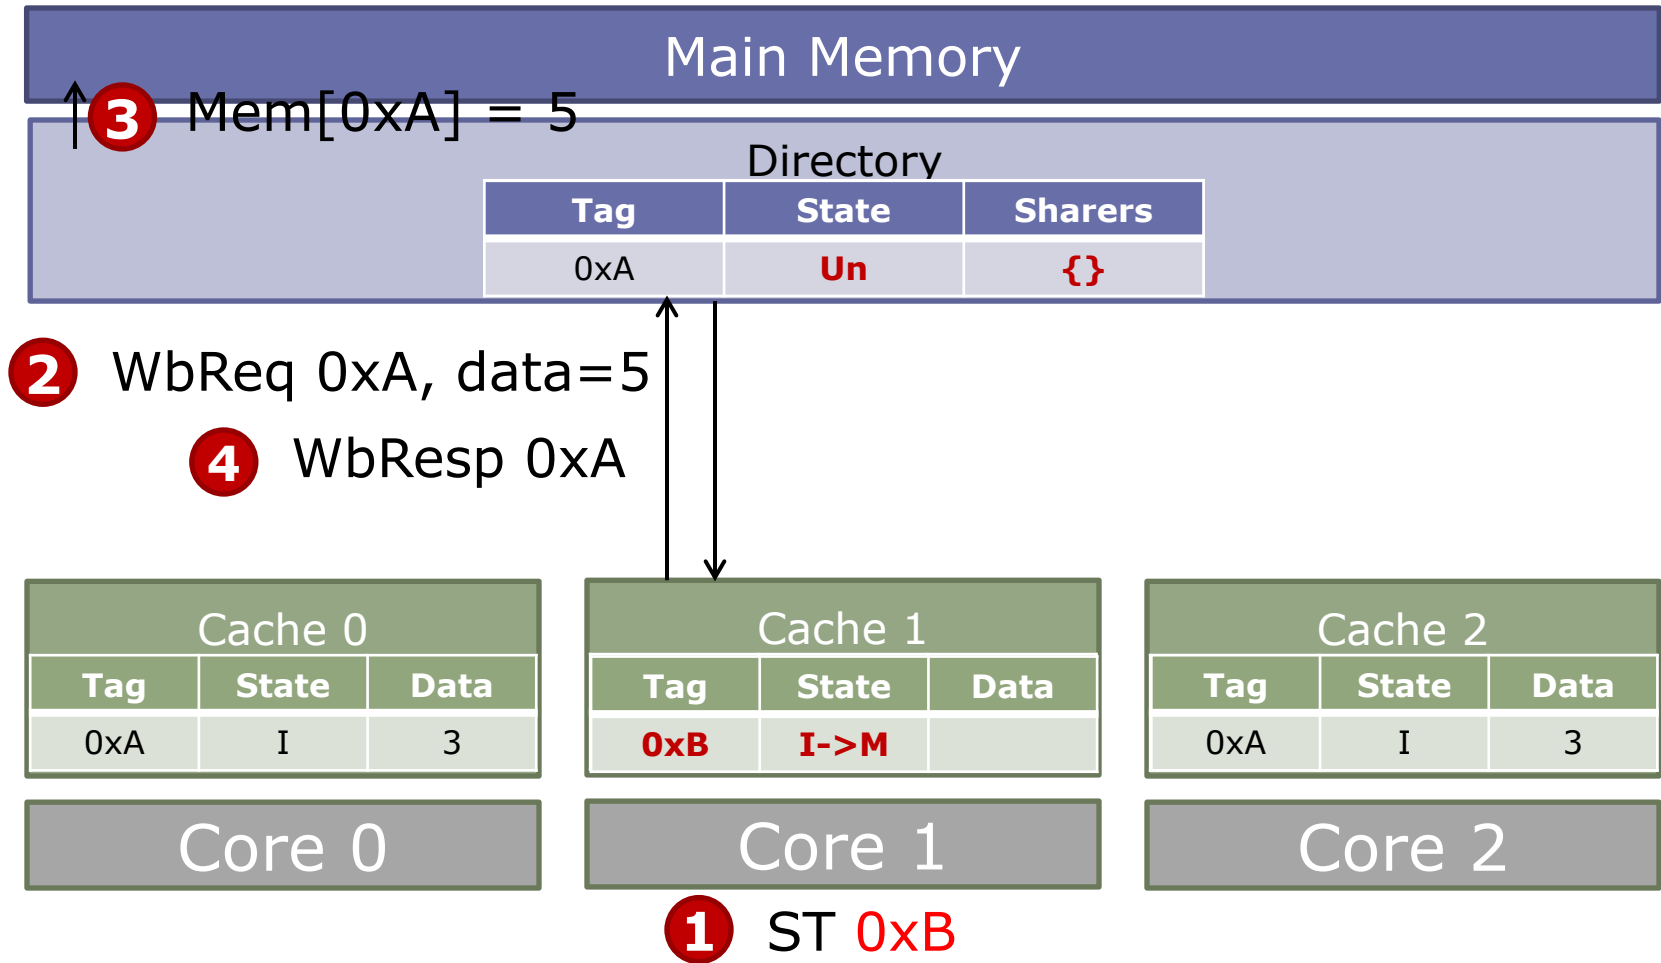 Main Memory
3 Mem[0xA] = 5
Directory
Tag State Sharers
0xA Un {}
2 WbReq 0xA, data=5
4 WbResp 0xA
Cache 0 Cache 1 Cache 2
Tag State Data Tag State Data Tag State Data
0xA I 3 0xB I->M 0xA I 3
Core 0 Core 1 Core 2
1 ST 0xB